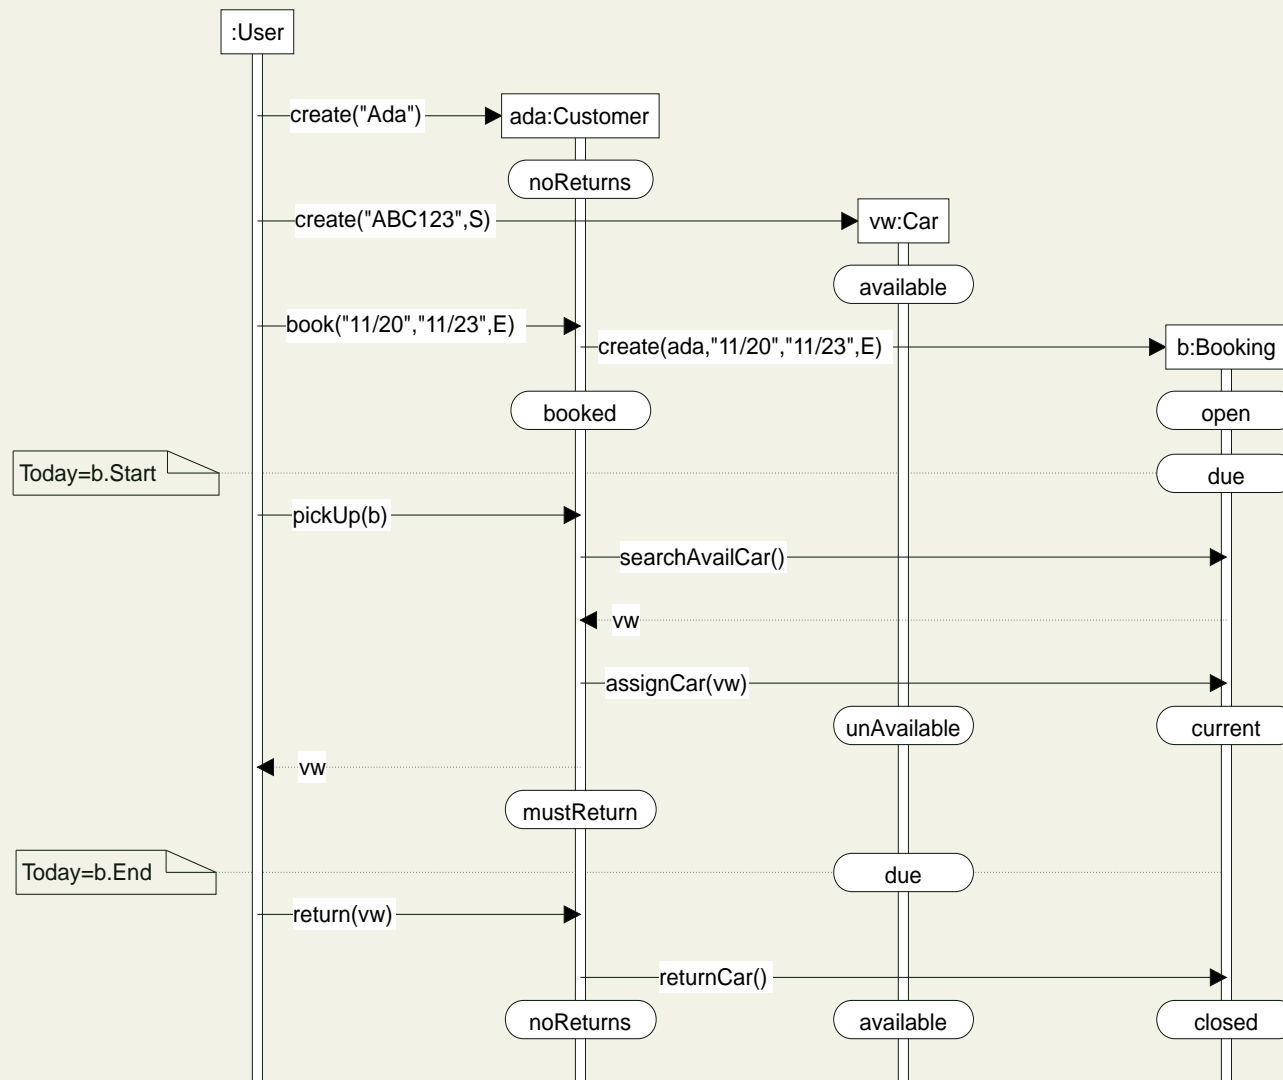 :User
create("Ada")
ada:Customer
noReturns
create("ABC123",S)
vw:Car
available
book("11/20","11/23",E)
create(ada,"11/20","11/23",E)
b:Booking
booked
open
Today=b.Start
due
pickUp(b)
searchAvailCar()
vw
assignCar(vw)
unAvailable
current
vw
mustReturn
Today=b.End
due
return(vw)
returnCar()
noReturns
available
closed